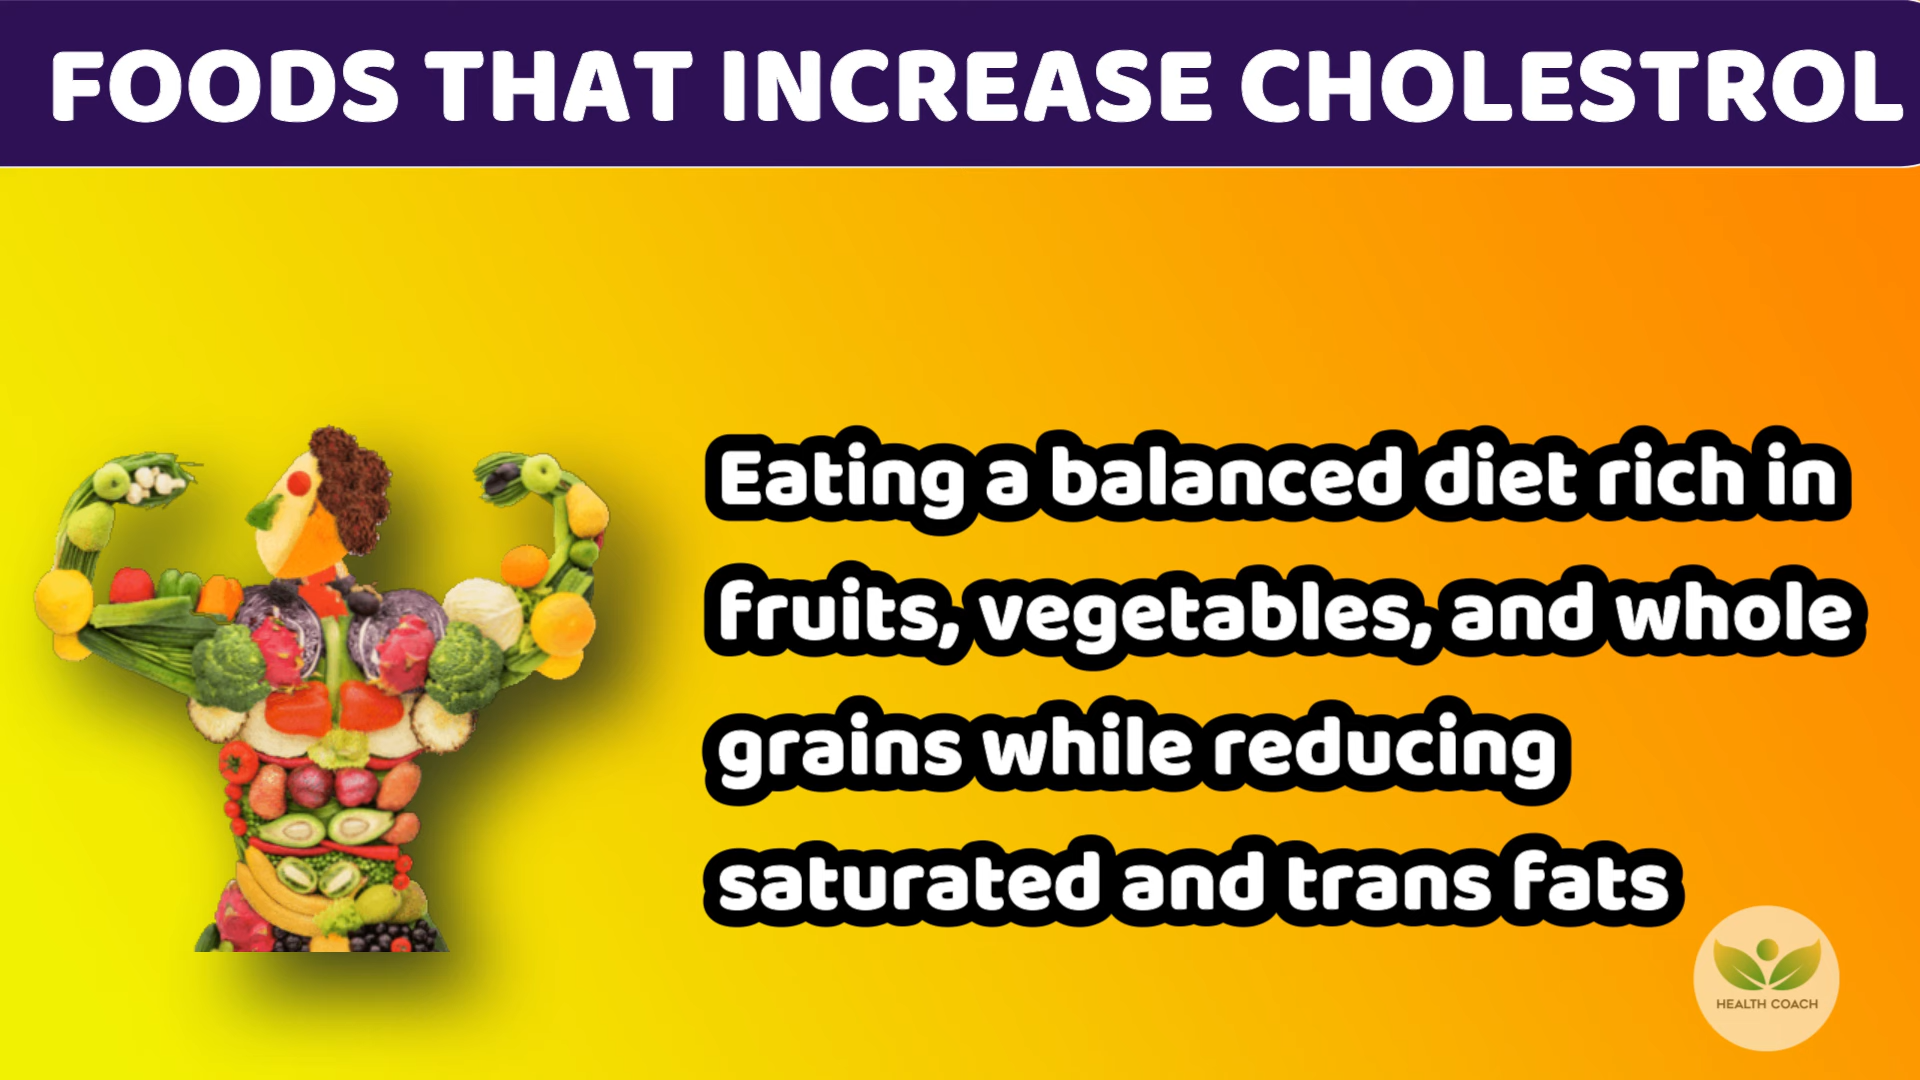 FOODS THAT INCREASE CHOLESTROL
Eating a balanced diet rich in
fruits, vegetables, and whole
grains while reducing
saturated and trans fats
HEALTH COACH